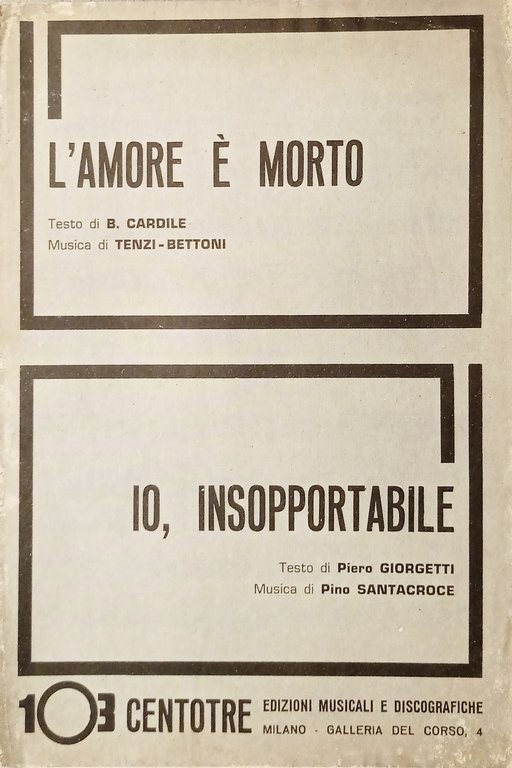 L'AMORE È MORTO
Testo di B. CARDILE
Musica di TENZI - BETTONI
IO, INSOPPORTABILE
Testo di Piero GIORGETTI
Musica di Pino SANTACROCE
103 CENTOTRE EDIZIONI MUSICALI E DISCOGRAFICHE
MILANO - GALLERIA DEL CORSO, 4